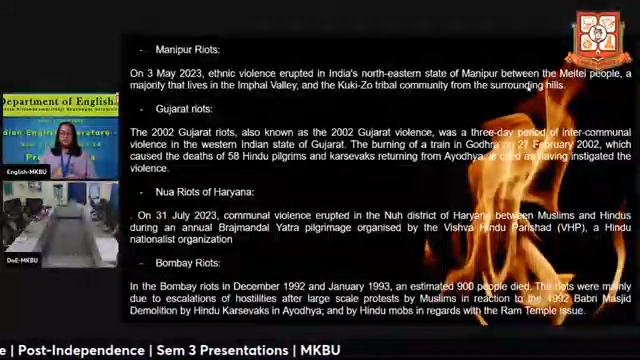 - Manipur Riots:
On 3 May 2023, ethnic violence erupted in India's north-eastern state of Manipur between the Meitei people, a
majority that lives in the Imphal Valley, and the Kuki-Zo tribal community from the surrounding hills.
- Gujarat riots:
The 2002 Gujarat riots, also known as the 2002 Gujarat violence, was a three-day period of inter-communal
violence in the western Indian state of Gujarat. The burning of a train in Godhra on 27 February 2002, which
caused the deaths of 58 Hindu pilgrims and karsevaks returning from Ayodhya, is cited as having instigated the
violence.
- Nua Riots of Haryana:
. On 31 July 2023, communal violence erupted in the Nuh district of Haryana between Muslims and Hindus
during an annual Brajmandal Yatra pilgrimage organised by the Vishva Hindu Parishad (VHP), a Hindu
nationalist organization
- Bombay Riots:
In the Bombay riots in December 1992 and January 1993, an estimated 900 people died. The riots were mainly
due to escalations of hostilities after large scale protests by Muslims in reaction to the 1992 Babri Masjid
Demolition by Hindu Karsevaks in Ayodhya; and by Hindu mobs in regards with the Ram Temple issue.
Department of English
English-MKBU
DoE-MKBU
e | Post-Independence | Sem 3 Presentations | MKBU